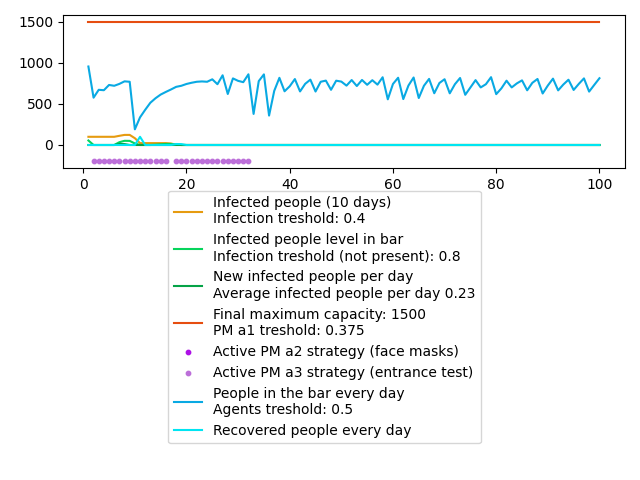 1500
1000
500
0
0 20 40 60 80 100
Infected people (10 days)
Infection treshold: 0.4
Infected people level in bar
Infection treshold (not present): 0.8
New infected people per day
Average infected people per day 0.23
Final maximum capacity: 1500
PM a1 treshold: 0.375
Active PM a2 strategy (face masks)
Active PM a3 strategy (entrance test)
People in the bar every day
Agents treshold: 0.5
Recovered people every day